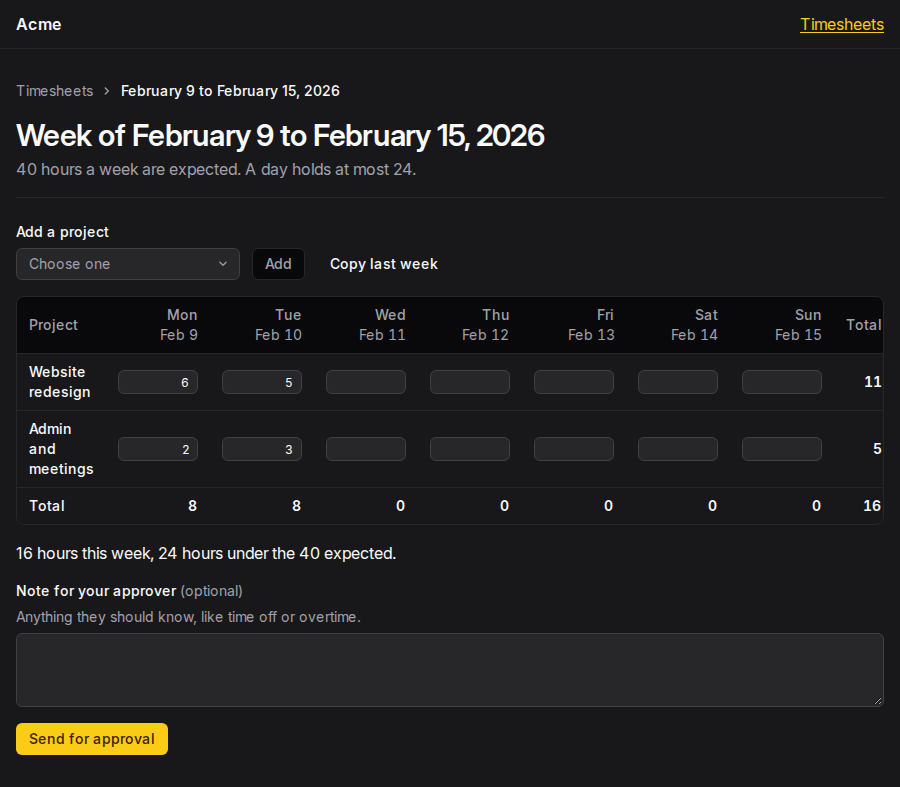 Acme
Timesheets
Timesheets > February 9 to February 15, 2026
Week of February 9 to February 15, 2026
40 hours a week are expected. A day holds at most 24.
Add a project
Choose one
Add
Copy last week
Project Mon Feb 9 Tue Feb 10 Wed Feb 11 Thu Feb 12 Fri Feb 13 Sat Feb 14 Sun Feb 15 Total
Website redesign 6 5 11
Admin and meetings 2 3 5
Total 8 8 0 0 0 0 0 16
16 hours this week, 24 hours under the 40 expected.
Note for your approver (optional)
Anything they should know, like time off or overtime.
Send for approval